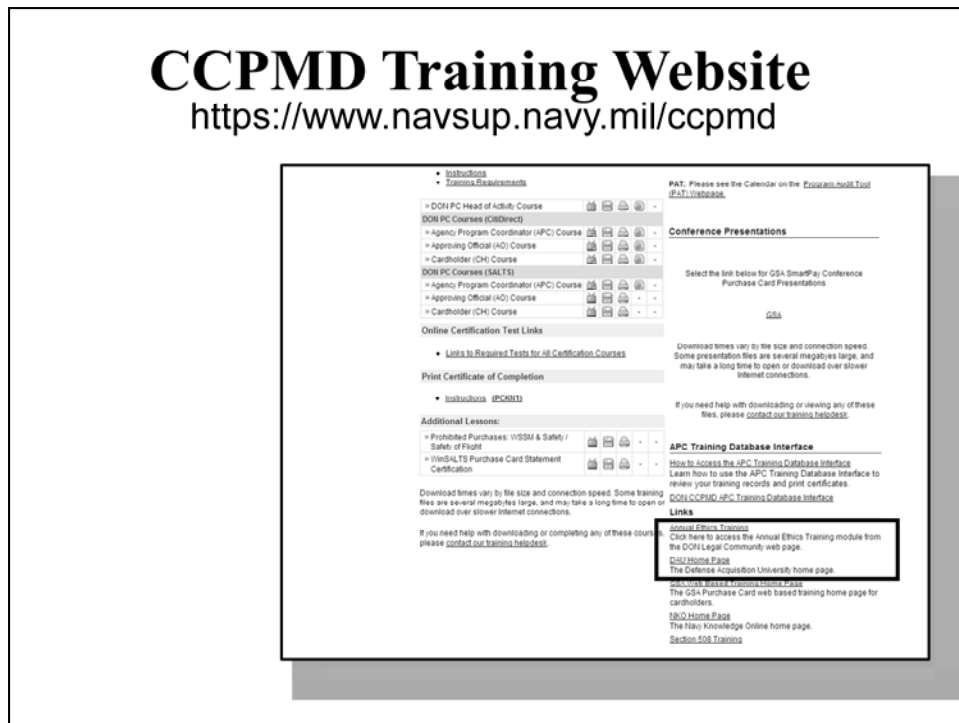 CCPMD Training Website
https://www.navsup.navy.mil/ccpmd
• Instructions
• Training Requirements
» DON PC Head of Activity Course
DON PC Courses (CitiDirect)
» Agency Program Coordinator (APC) Course
» Approving Official (AO) Course
» Cardholder (CH) Course
DON PC Courses (SALTS)
» Agency Program Coordinator (APC) Course
» Approving Official (AO) Course
» Cardholder (CH) Course
Online Certification Test Links
• Links to Required Tests for All Certification Courses
Print Certificate of Completion
• Instructions (PCKN1)
Additional Lessons:
» Prohibited Purchases: WSSM & Safety /
Safety of Flight
» WinSALTS Purchase Card Statement
Certification
Download times vary by file size and connection speed. Some training
files are several megabytes large, and may take a long time to open or
download over slower Internet connections.
If you need help with downloading or completing any of these courses,
please contact our training helpdesk.
PAT: Please see the Calendar on the Program Audit Tool
(PAT) Webpage.
Conference Presentations
Select the link below for GSA SmartPay Conference
Purchase Card Presentations
GSA
Download times vary by file size and connection speed.
Some presentation files are several megabytes large, and
may take a long time to open or download over slower
Internet connections.
If you need help with downloading or viewing any of these
files, please contact our training helpdesk.
APC Training Database Interface
How to Access the APC Training Database Interface
Learn how to use the APC Training Database Interface to
review your training records and print certificates.
DON CCPMD APC Training Database Interface
Links
Annual Ethics Training
Click here to access the Annual Ethics Training module from
the DON Legal Community web page.
DAU Home Page
The Defense Acquisition University home page.
GSA Web Based Training Home Page
The GSA Purchase Card web based training home page for
cardholders.
NKO Home Page
The Navy Knowledge Online home page.
Section 508 Training